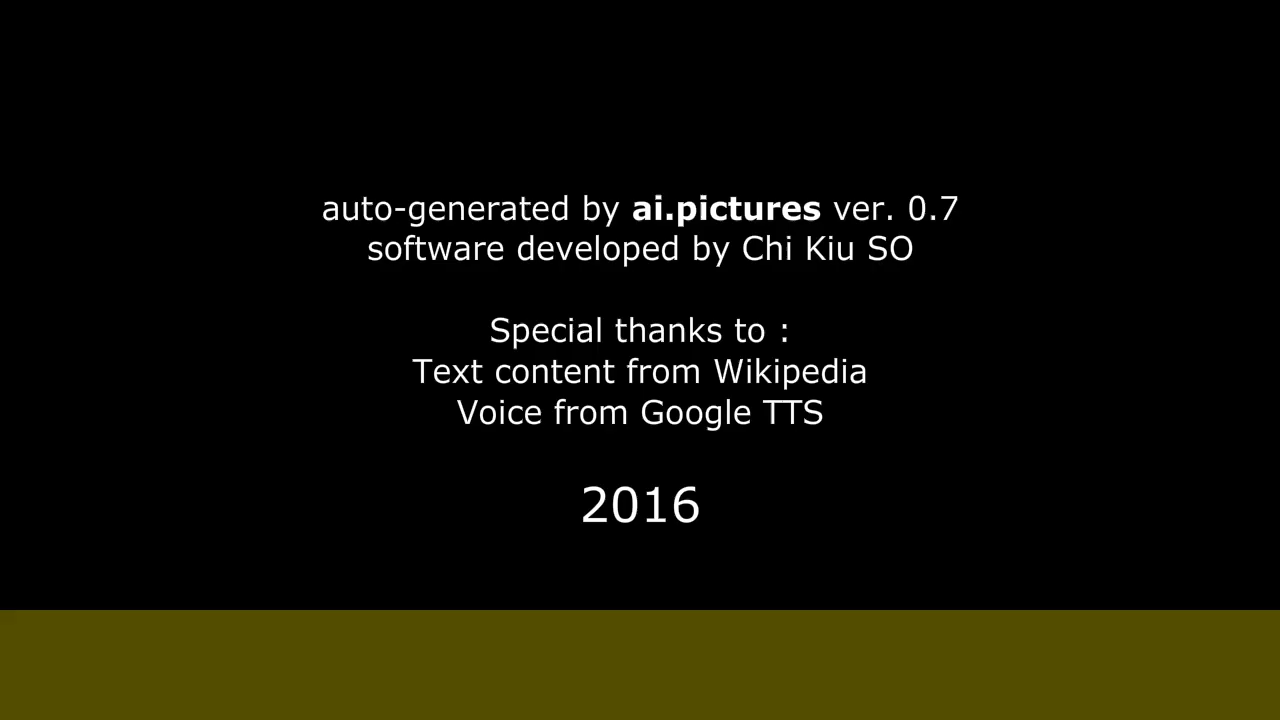 auto-generated by ai.pictures ver. 0.7
software developed by Chi Kiu SO
Special thanks to :
Text content from Wikipedia
Voice from Google TTS
2016